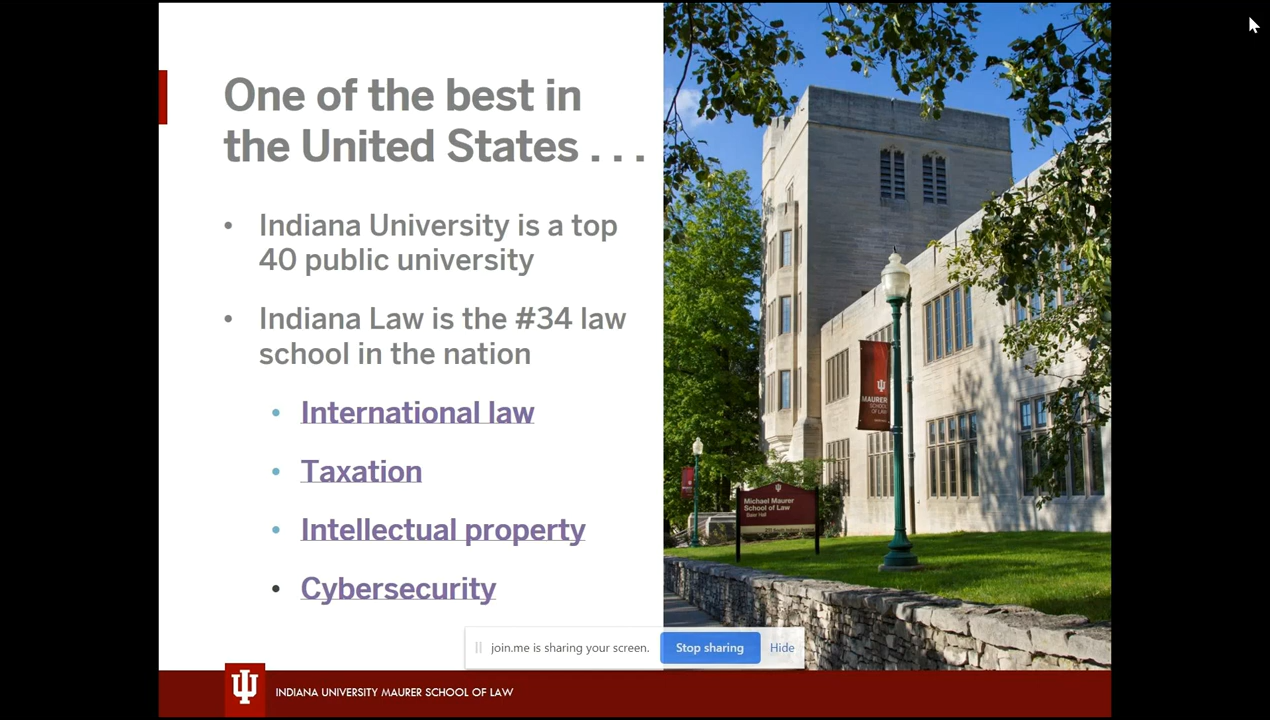 One of the best in
the United States . . .
• Indiana University is a top
40 public university
• Indiana Law is the #34 law
school in the nation
• International law
• Taxation
• Intellectual property
• Cybersecurity
MAURER
SCHOOL
OF LAW
Michael Maurer
School of Law
Baier Hall
join.me is sharing your screen.
Stop sharing
Hide
INDIANA UNIVERSITY MAURER SCHOOL OF LAW